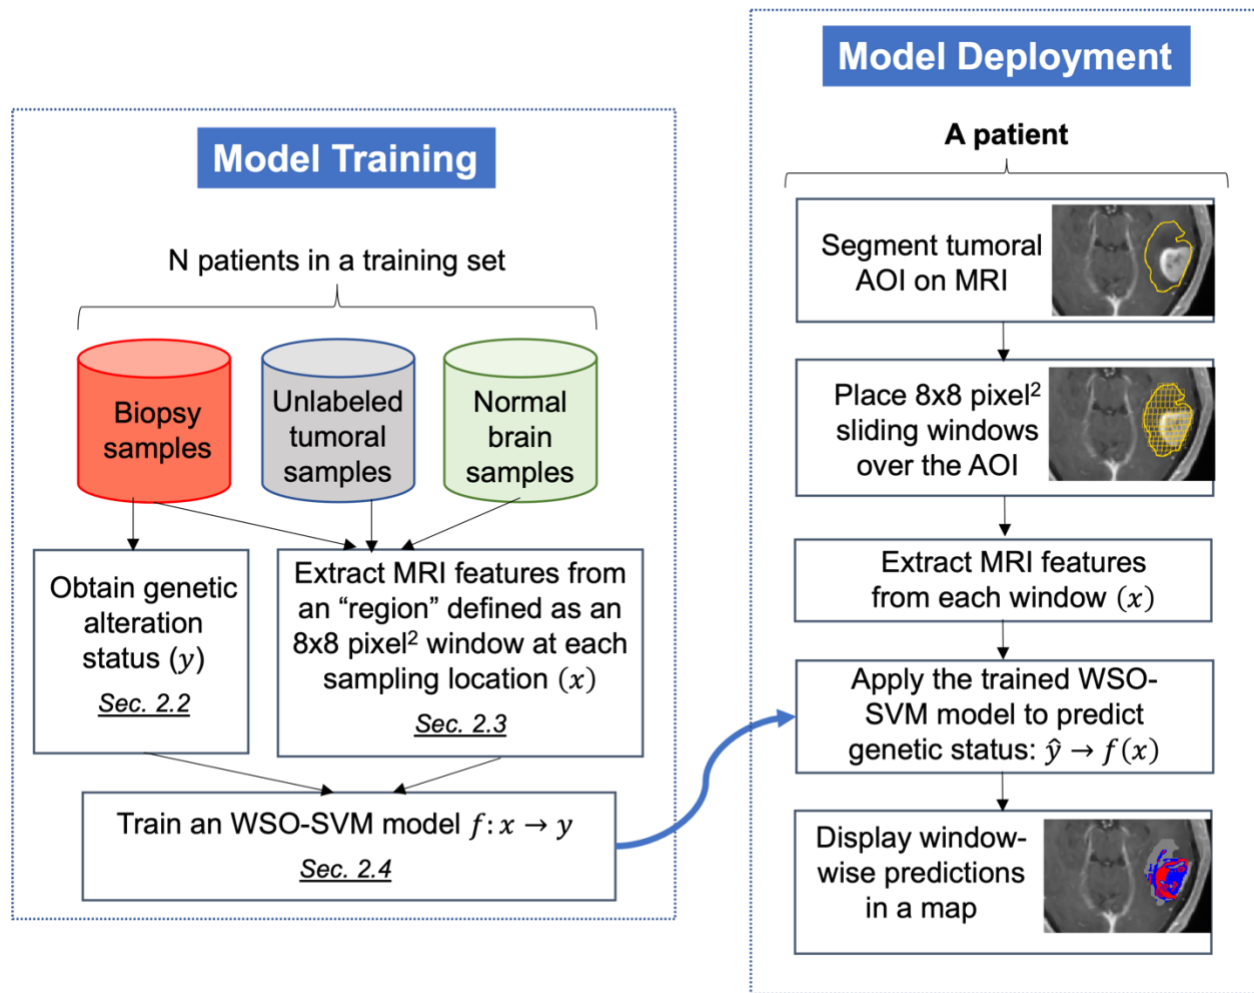 Model Training
N patients in a training set
Biopsy
samples
Unlabeled
tumoral
samples
Normal
brain
samples
Obtain genetic
alteration
status (y)
Sec. 2.2
Extract MRI features from
an “region” defined as an
8x8 pixel² window at each
sampling location (x)
Sec. 2.3
Train an WSO-SVM model f: x → y
Sec. 2.4
Model Deployment
A patient
Segment tumoral
AOI on MRI
Place 8x8 pixel²
sliding windows
over the AOI
Extract MRI features
from each window (x)
Apply the trained WSO-
SVM model to predict
genetic status: ŷ → f(x)
Display window-
wise predictions
in a map